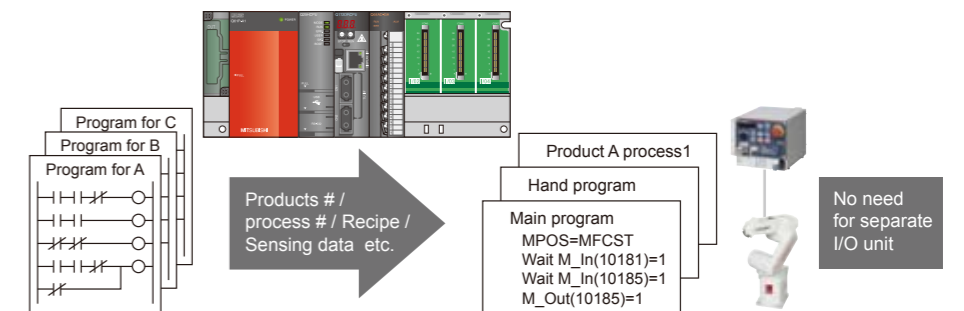 MITSUBISHI
Program for C
Program for B
Program for A
Products # /
process # / Recipe /
Sensing data etc.
Product A process1
Hand program
Main program
MPOS=MFCST
Wait M_In(10181)=1
Wait M_In(10185)=1
M_Out(10185)=1
No need
for separate
I/O unit